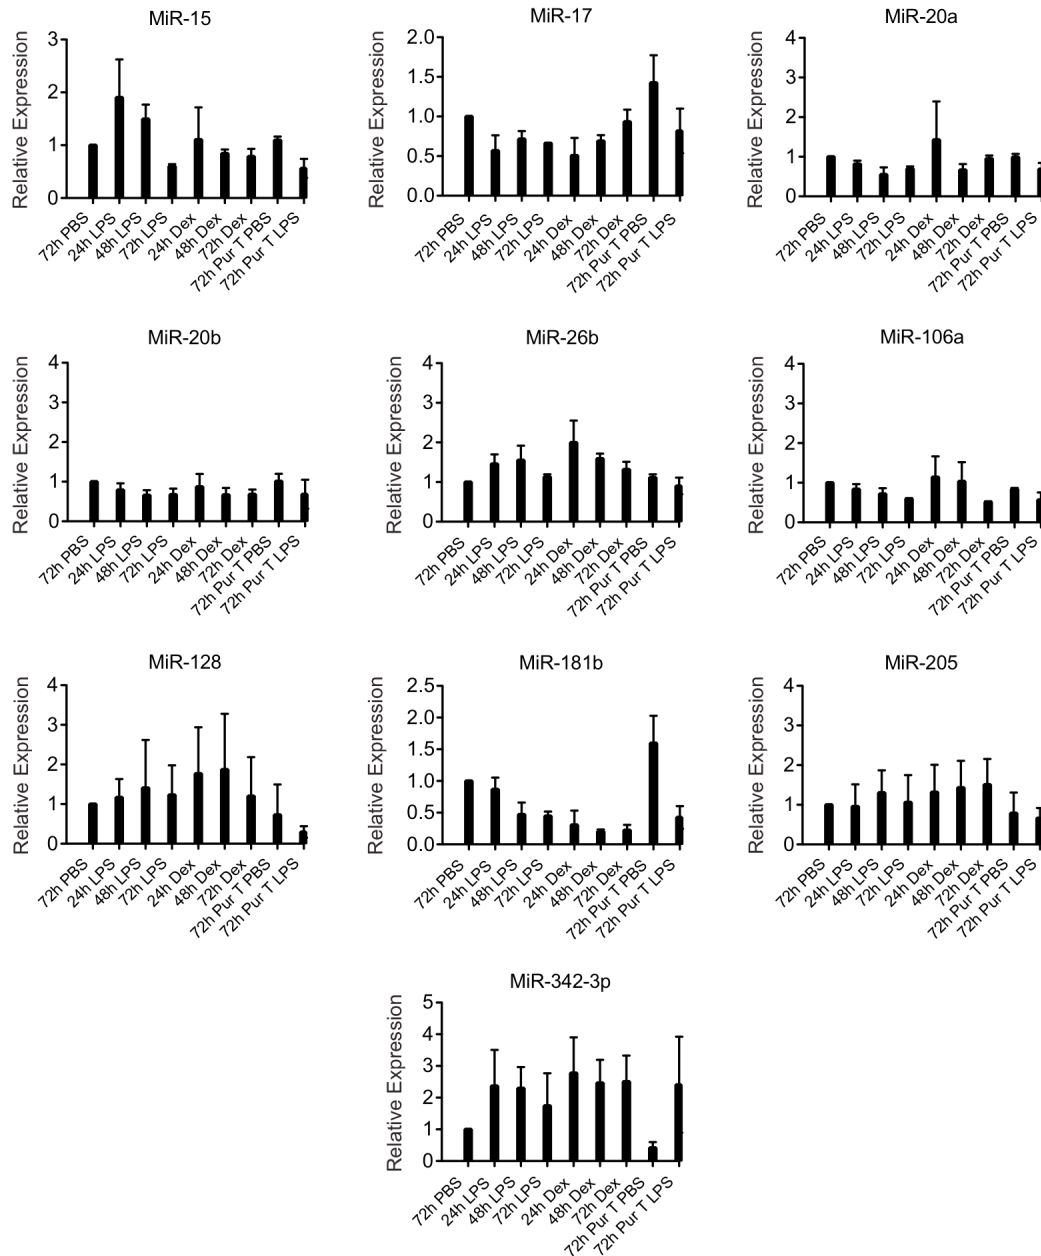 MiR-15
Relative Expression
3
2
1
0
72h PBS
24h LPS
48h LPS
72h LPS
24h Dex
48h Dex
72h Dex
72h Pur T PBS
72h Pur T LPS
MiR-17
Relative Expression
2.0
1.5
1.0
0.5
0.0
72h PBS
24h LPS
48h LPS
72h LPS
24h Dex
48h Dex
72h Dex
72h Pur T PBS
72h Pur T LPS
MiR-20a
Relative Expression
4
3
2
1
0
72h PBS
24h LPS
48h LPS
72h LPS
24h Dex
48h Dex
72h Dex
72h Pur T PBS
72h Pur T LPS
MiR-20b
Relative Expression
4
3
2
1
0
72h PBS
24h LPS
48h LPS
72h LPS
24h Dex
48h Dex
72h Dex
72h Pur T PBS
72h Pur T LPS
MiR-26b
Relative Expression
4
3
2
1
0
72h PBS
24h LPS
48h LPS
72h LPS
24h Dex
48h Dex
72h Dex
72h Pur T PBS
72h Pur T LPS
MiR-106a
Relative Expression
4
3
2
1
0
72h PBS
24h LPS
48h LPS
72h LPS
24h Dex
48h Dex
72h Dex
72h Pur T PBS
72h Pur T LPS
MiR-128
Relative Expression
4
3
2
1
0
72h PBS
24h LPS
48h LPS
72h LPS
24h Dex
48h Dex
72h Dex
72h Pur T PBS
72h Pur T LPS
MiR-181b
Relative Expression
2.5
2.0
1.5
1.0
0.5
0.0
72h PBS
24h LPS
48h LPS
72h LPS
24h Dex
48h Dex
72h Dex
72h Pur T PBS
72h Pur T LPS
MiR-205
Relative Expression
4
3
2
1
0
72h PBS
24h LPS
48h LPS
72h LPS
24h Dex
48h Dex
72h Dex
72h Pur T PBS
72h Pur T LPS
MiR-342-3p
Relative Expression
5
4
3
2
1
0
72h PBS
24h LPS
48h LPS
72h LPS
24h Dex
48h Dex
72h Dex
72h Pur T PBS
72h Pur T LPS